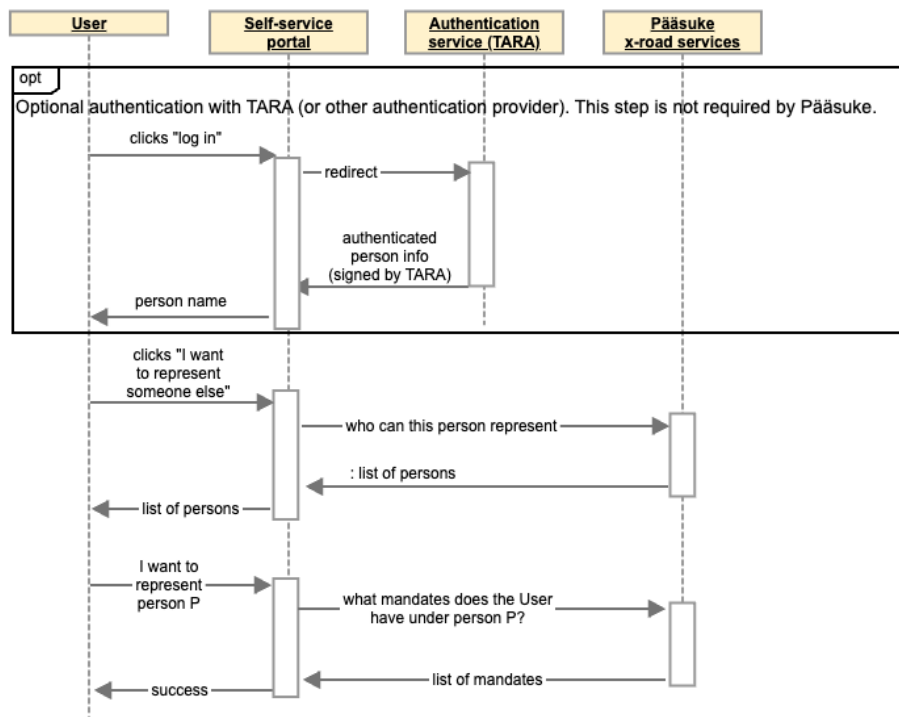 User
Self-service
portal
Authentication
service (TARA)
Pääsuke
x-road services
opt
Optional authentication with TARA (or other authentication provider). This step is not required by Pääsuke.
clicks "log in"
redirect
authenticated
person info
(signed by TARA)
person name
clicks "I want
to represent
someone else"
who can this person represent
: list of persons
list of persons
I want to
represent
person P
what mandates does the User
have under person P?
list of mandates
success